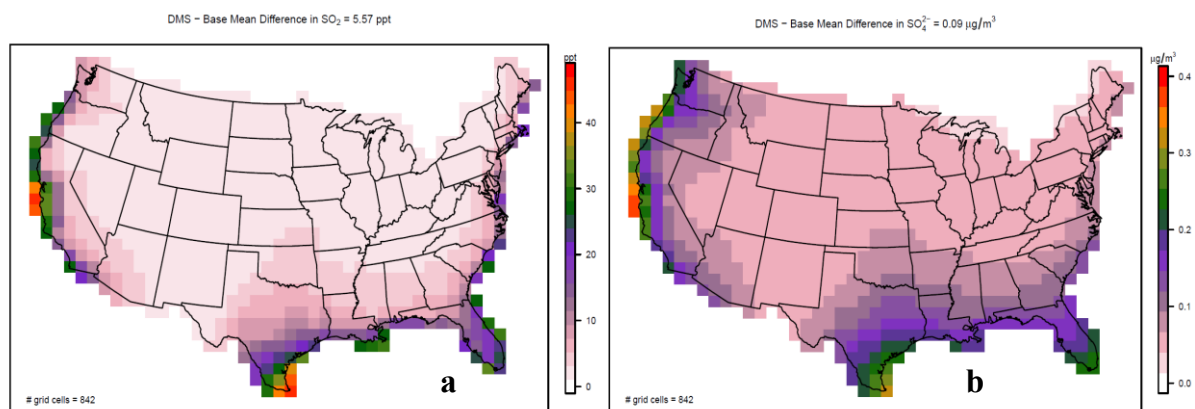 DMS − Base Mean Difference in SO₂ = 5.57 ppt
ppt
40
30
20
10
0
a
# grid cells = 842
DMS − Base Mean Difference in SO₄²⁻ = 0.09 μg/m³
μg/m³
0.4
0.3
0.2
0.1
0.0
b
# grid cells = 842